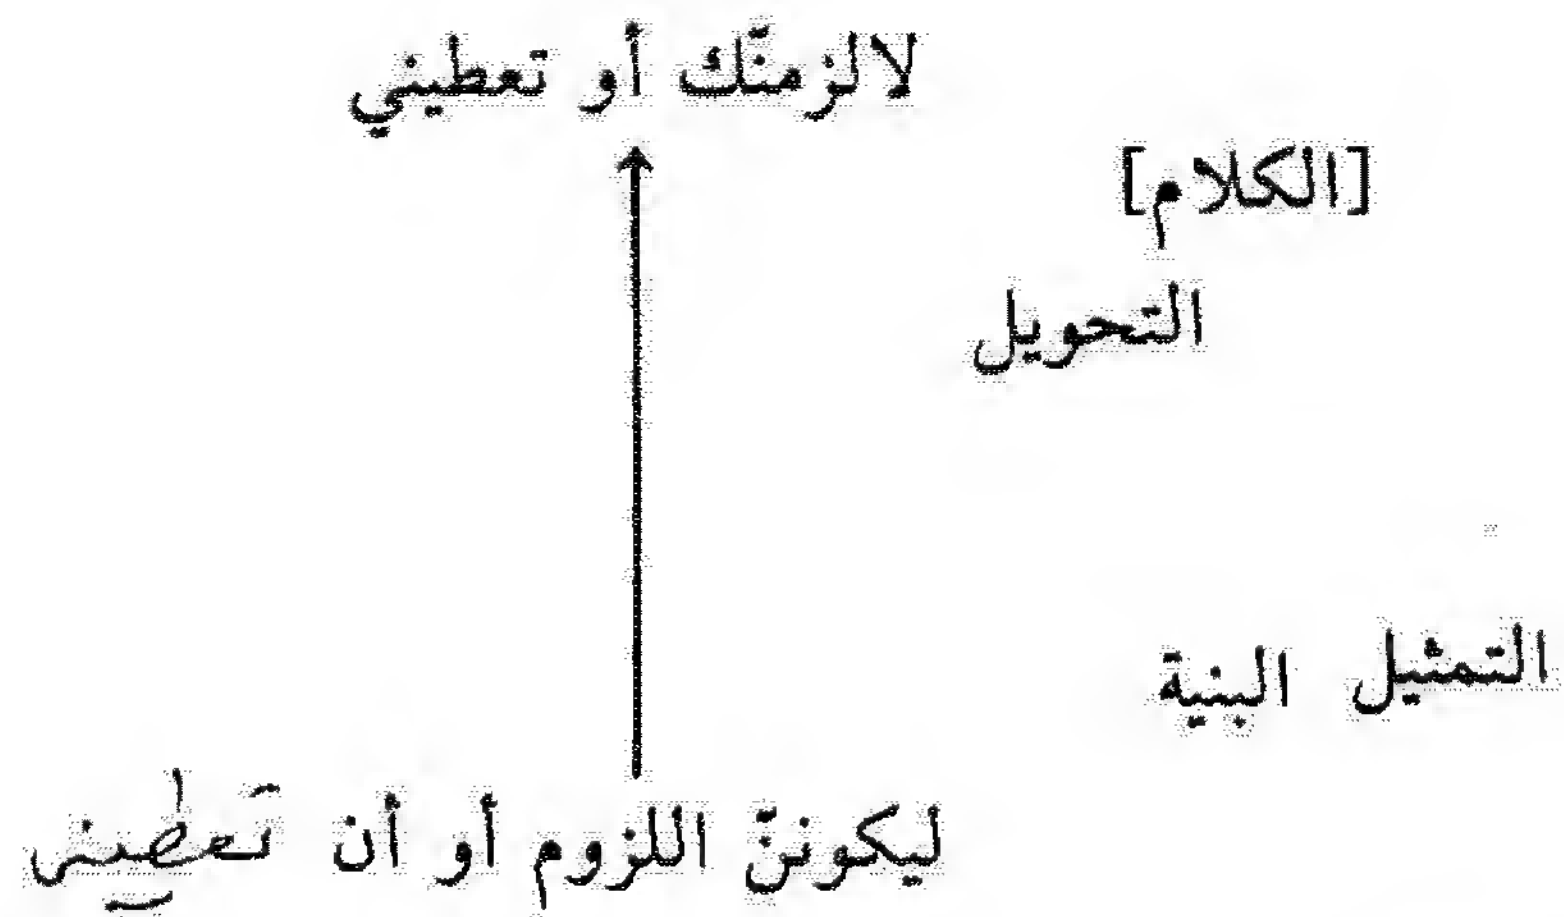 لالزمنّك أو تعطيني
[الكلام]
التحويل
التمثيل البنية
ليكوننّ اللزوم أو أن تعطيني